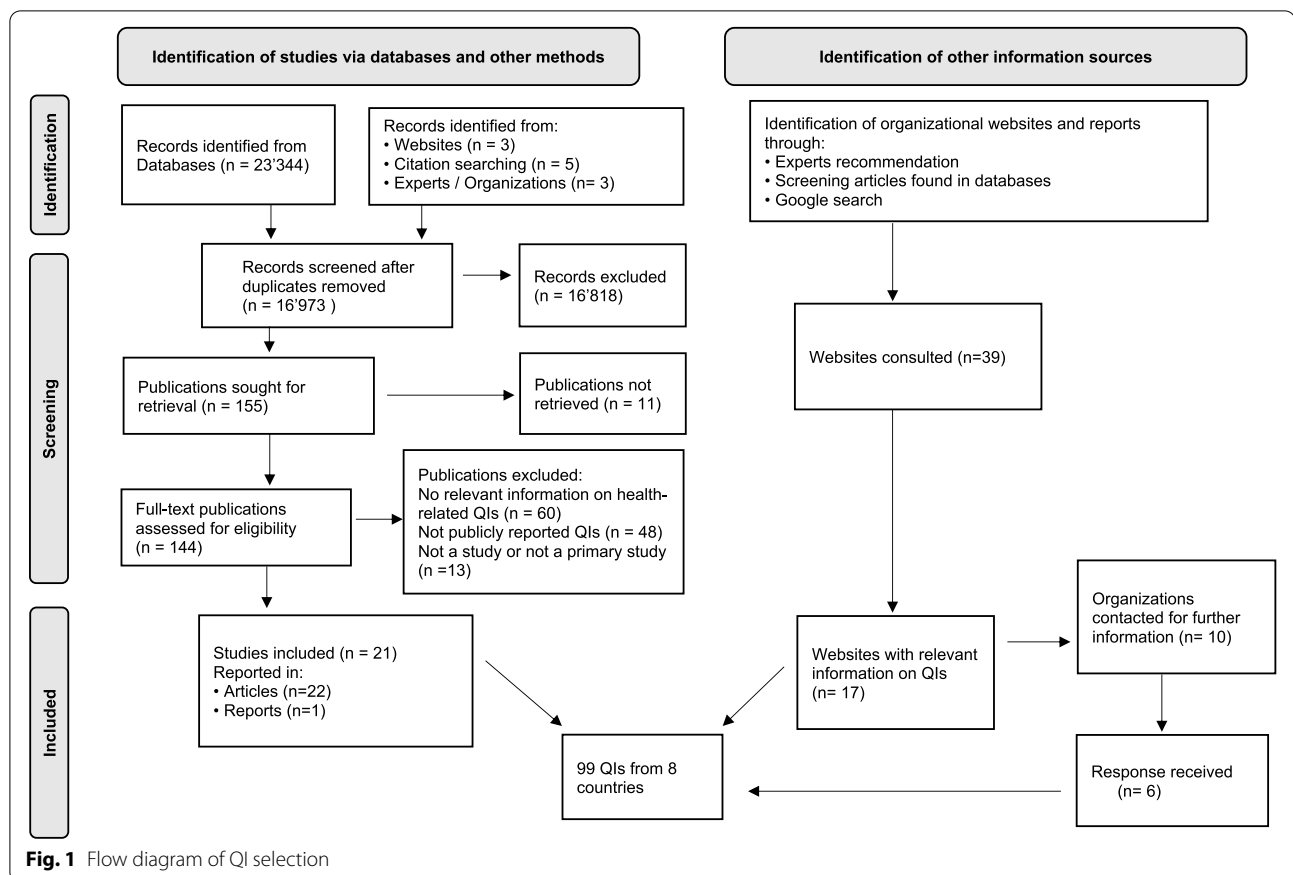 Identification of studies via databases and other methods
Identification of other information sources
Identification
Records identified from
Databases (n = 23'344)
Records identified from:
• Websites (n = 3)
• Citation searching (n = 5)
• Experts / Organizations (n= 3)
Identification of organizational websites and reports
through:
• Experts recommendation
• Screening articles found in databases
• Google search
Screening
Records screened after
duplicates removed
(n = 16'973 )
Records excluded
(n = 16'818)
Websites consulted (n=39)
Publications sought for
retrieval (n = 155)
Publications not
retrieved (n = 11)
Full-text publications
assessed for eligibility
(n = 144)
Publications excluded:
No relevant information on health-
related QIs (n = 60)
Not publicly reported QIs (n = 48)
Not a study or not a primary study
(n =13)
Included
Studies included (n = 21)
Reported in:
• Articles (n=22)
• Reports (n=1)
Websites with relevant
information on QIs
(n= 17)
Organizations
contacted for further
information (n= 10)
99 QIs from 8
countries
Response received
(n= 6)
Fig. 1 Flow diagram of QI selection